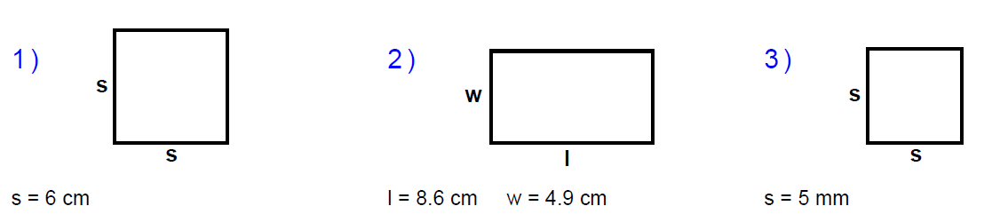 1)
s
s
s = 6 cm
2)
w
l
l = 8.6 cm w = 4.9 cm
3)
s
s
s = 5 mm